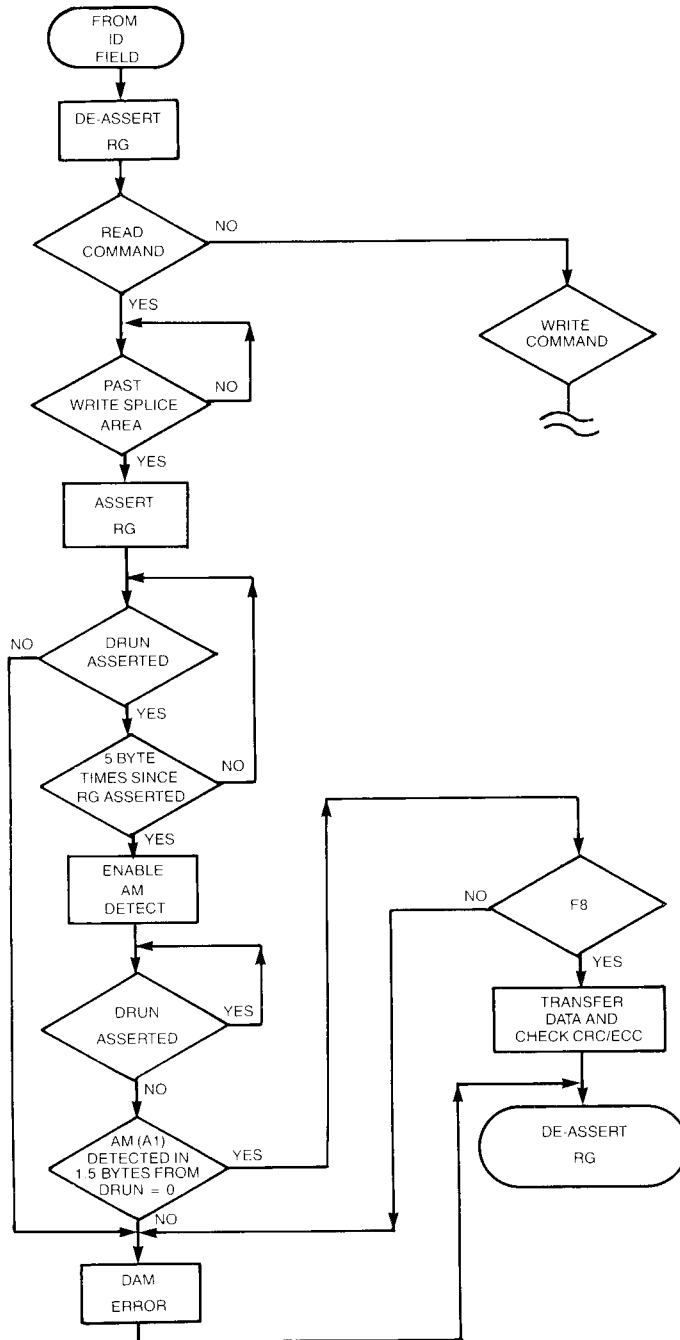 FROM
ID
FIELD
DE-ASSERT
RG
READ
COMMAND
NO
YES
WRITE
COMMAND
PAST
WRITE SPLICE
AREA
NO
YES
ASSERT
RG
NO
DRUN
ASSERTED
YES
5 BYTE
TIMES SINCE
RG ASSERTED
NO
YES
ENABLE
AM
DETECT
DRUN
ASSERTED
YES
NO
AM (A1)
DETECTED IN
1.5 BYTES FROM
DRUN = 0
YES
NO
F8
NO
YES
TRANSFER
DATA AND
CHECK CRC/ECC
DE-ASSERT
RG
DAM
ERROR